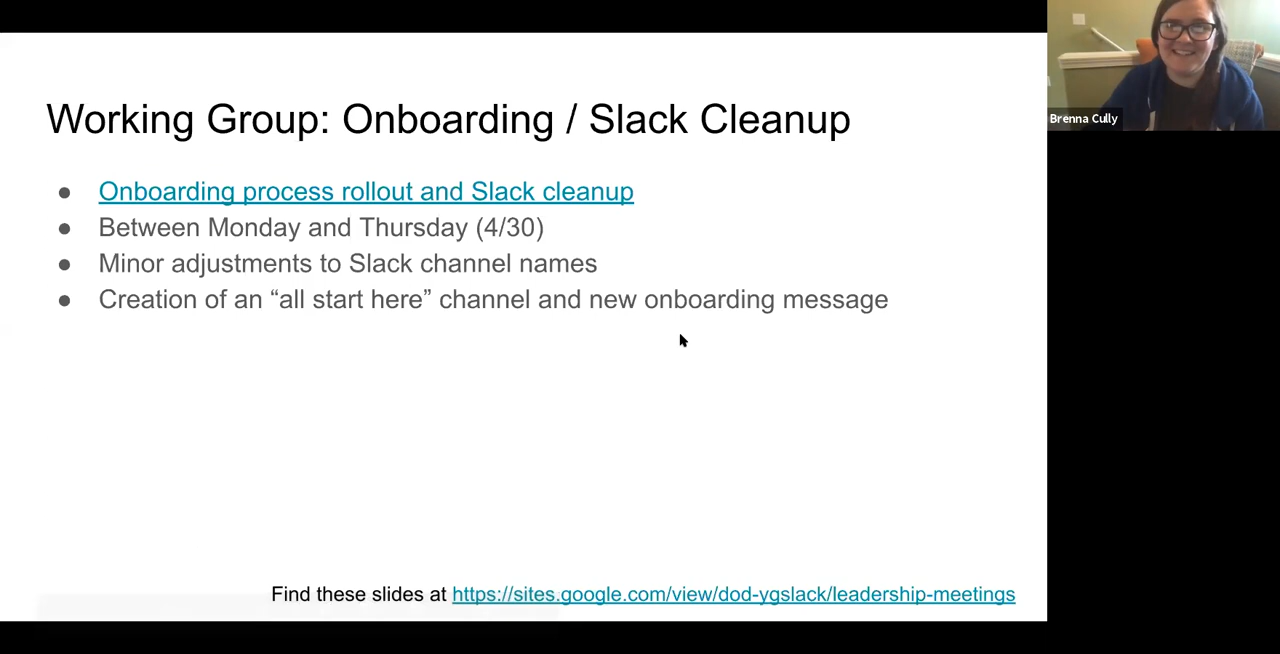 Working Group: Onboarding / Slack Cleanup
● Onboarding process rollout and Slack cleanup
● Between Monday and Thursday (4/30)
● Minor adjustments to Slack channel names
● Creation of an “all start here” channel and new onboarding message
Find these slides at https://sites.google.com/view/dod-ygslack/leadership-meetings
Brenna Cully